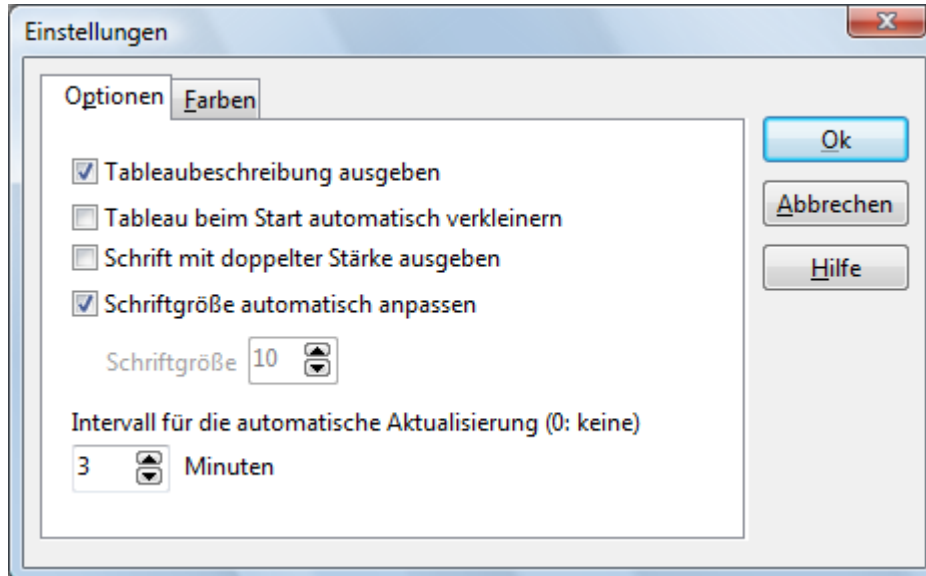 Einstellungen
Optionen Farben
Ok
Tableaubeschreibung ausgeben
Abbrechen
Tableau beim Start automatisch verkleinern
Schrift mit doppelter Stärke ausgeben
Hilfe
Schriftgröße automatisch anpassen
Schriftgröße 10
Intervall für die automatische Aktualisierung (0: keine)
3 Minuten